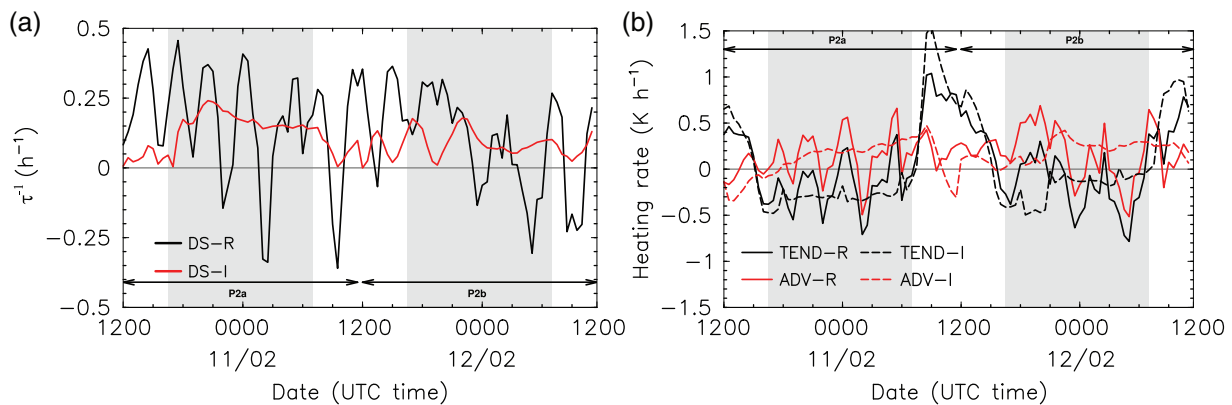 (a)
0.5
0.25
0
−0.25
−0.5
τ⁻¹ (h⁻¹)
DS−R
DS−I
P2a
P2b
1200 0000 1200 0000 1200
11/02 12/02
Date (UTC time)
(b)
P2a
P2b
1.5
1
0.5
0
−0.5
−1
−1.5
Heating rate (K h⁻¹)
TEND−R TEND−I
ADV−R ADV−I
1200 0000 1200 0000 1200
11/02 12/02
Date (UTC time)